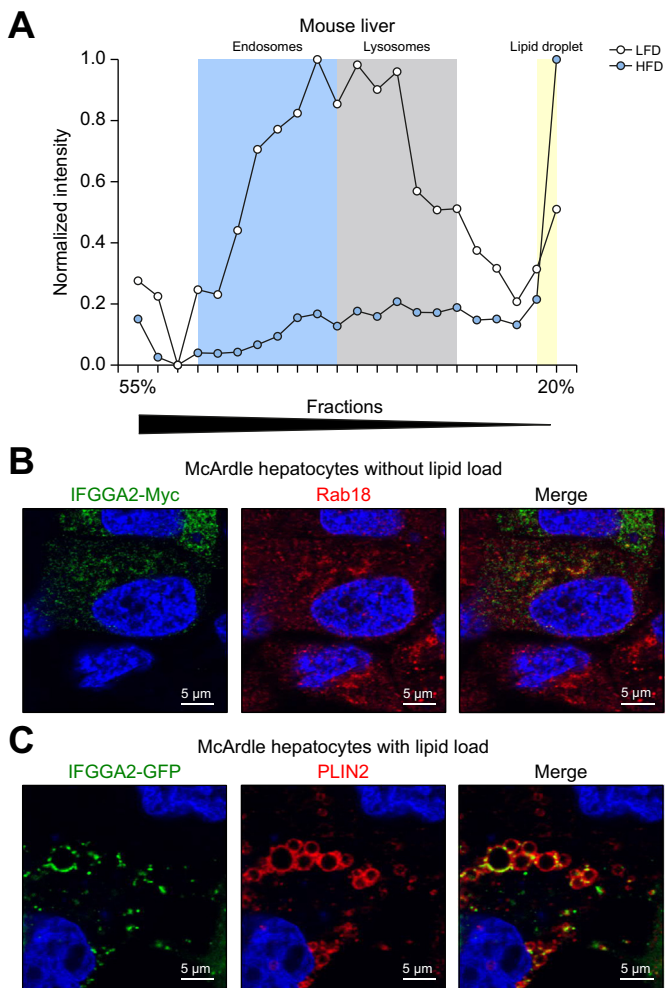 A
Mouse liver
Endosomes
Lysosomes
Lipid droplet
LFD
HFD
Normalized intensity
1.0
0.8
0.6
0.4
0.2
0.0
55%
20%
Fractions
B
McArdle hepatocytes without lipid load
IFGGA2-Myc
Rab18
Merge
5 µm
5 µm
5 µm
C
McArdle hepatocytes with lipid load
IFGGA2-GFP
PLIN2
Merge
5 µm
5 µm
5 µm